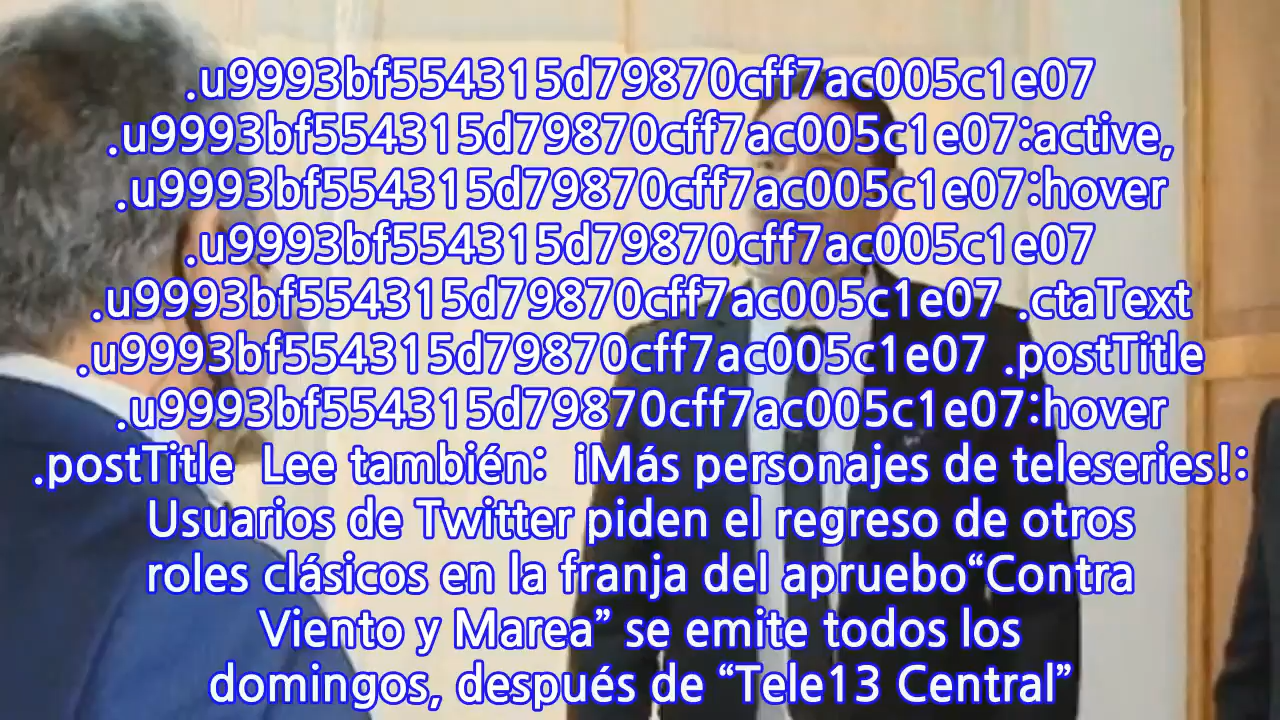 .u9993bf554315d79870cff7ac005c1e07
.u9993bf554315d79870cff7ac005c1e07:active,
.u9993bf554315d79870cff7ac005c1e07:hover
.u9993bf554315d79870cff7ac005c1e07
.u9993bf554315d79870cff7ac005c1e07 .ctaText
.u9993bf554315d79870cff7ac005c1e07 .postTitle
.u9993bf554315d79870cff7ac005c1e07:hover
.postTitle  Lee también:  ¡Más personajes de teleseries!:
Usuarios de Twitter piden el regreso de otros
roles clásicos en la franja del apruebo“Contra
Viento y Marea” se emite todos los
domingos, después de “Tele13 Central”